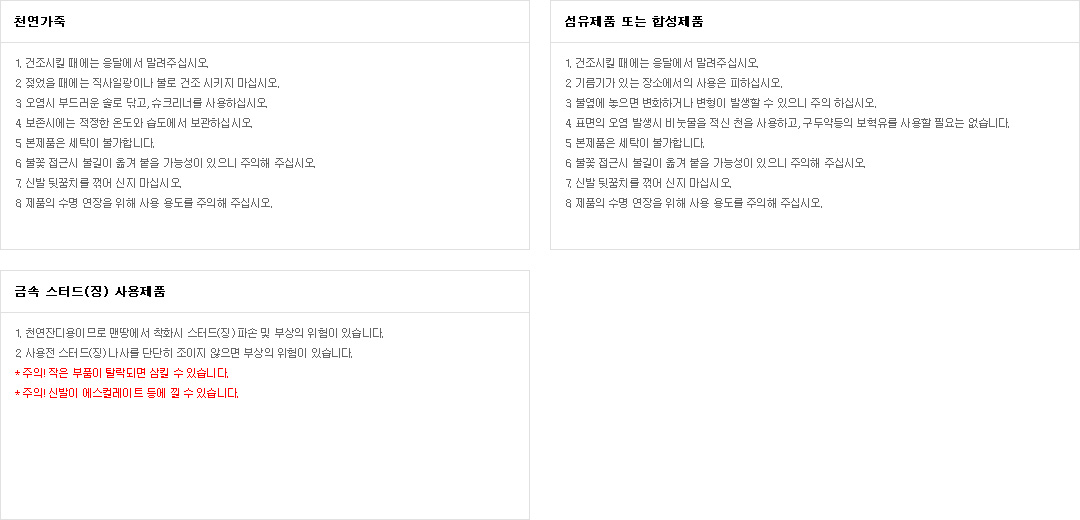 천연가죽
1. 건조시킬 때에는 응달에서 말려주십시오.
2. 젖었을 때에는 직사일광이나 불로 건조 시키지 마십시오.
3. 오염시 부드러운 솔로 닦고, 슈크리너를 사용하십시오.
4. 보존시에는 적정한 온도와 습도에서 보관하십시오.
5. 본제품은 세탁이 불가합니다.
6. 불꽃 접근시 불길이 옮겨 붙을 가능성이 있으니 주의해 주십시오.
7. 신발 뒷꿈치를 꺾어 신지 마십시오.
8. 제품의 수명 연장을 위해 사용 용도를 주의해 주십시오.
섬유제품 또는 합성제품
1. 건조시킬 때에는 응달에서 말려주십시오.
2. 기름기가 있는 장소에서의 사용은 피하십시오.
3. 불옆에 놓으면 변화하거나 변형이 발생할 수 있으니 주의 하십시오.
4. 표면의 오염 발생시 비눗물을 적신 천을 사용하고, 구두약등의 보혁유를 사용할 필요는 없습니다.
5. 본제품은 세탁이 불가합니다.
6. 불꽃 접근시 불길이 옮겨 붙을 가능성이 있으니 주의해 주십시오.
7. 신발 뒷꿈치를 꺾어 신지 마십시오.
8. 제품의 수명 연장을 위해 사용 용도를 주의해 주십시오.
금속 스터드(징) 사용제품
1. 천연잔디용이므로 맨땅에서 착화시 스터드(징) 파손 및 부상의 위험이 있습니다.
2. 사용전 스터드(징) 나사를 단단히 조이지 않으면 부상의 위험이 있습니다.
* 주의! 작은 부품이 탈락되면 삼킬 수 있습니다.
* 주의! 신발이 에스컬레이트 등에 낄 수 있습니다.